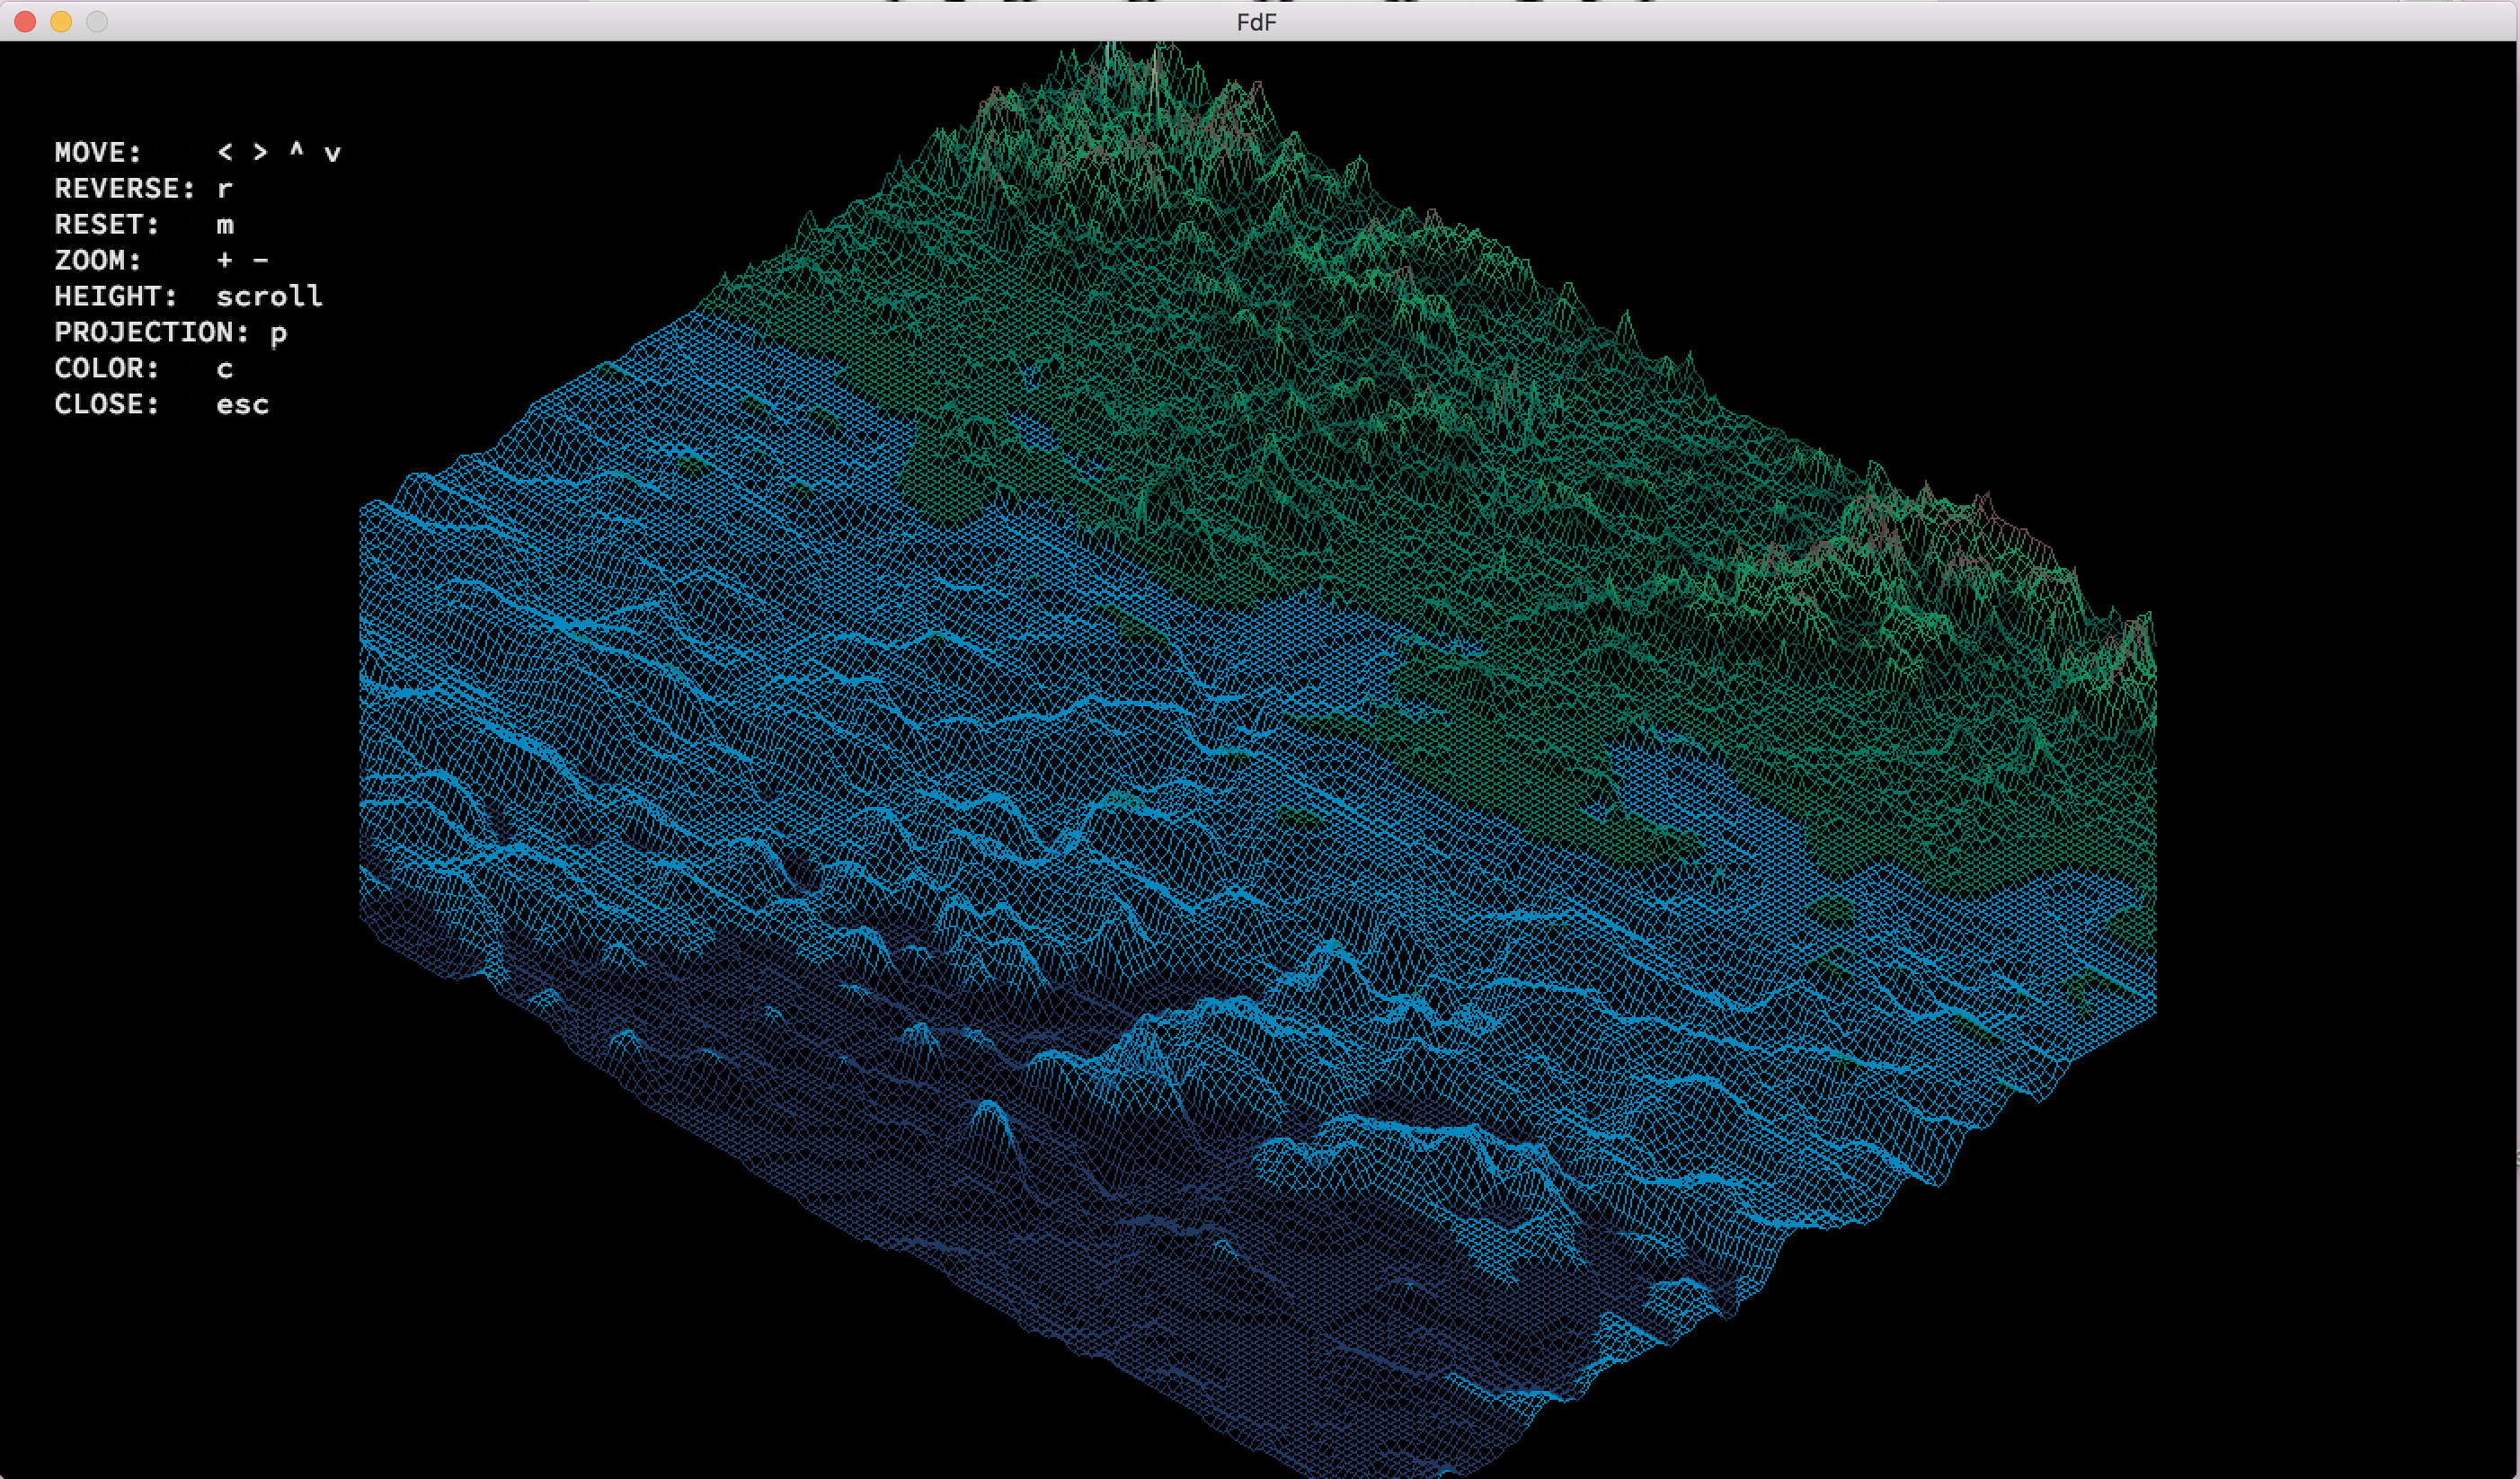 FdF
MOVE: < > ^ v
REVERSE: r
RESET: m
ZOOM: + -
HEIGHT: scroll
PROJECTION: p
COLOR: c
CLOSE: esc